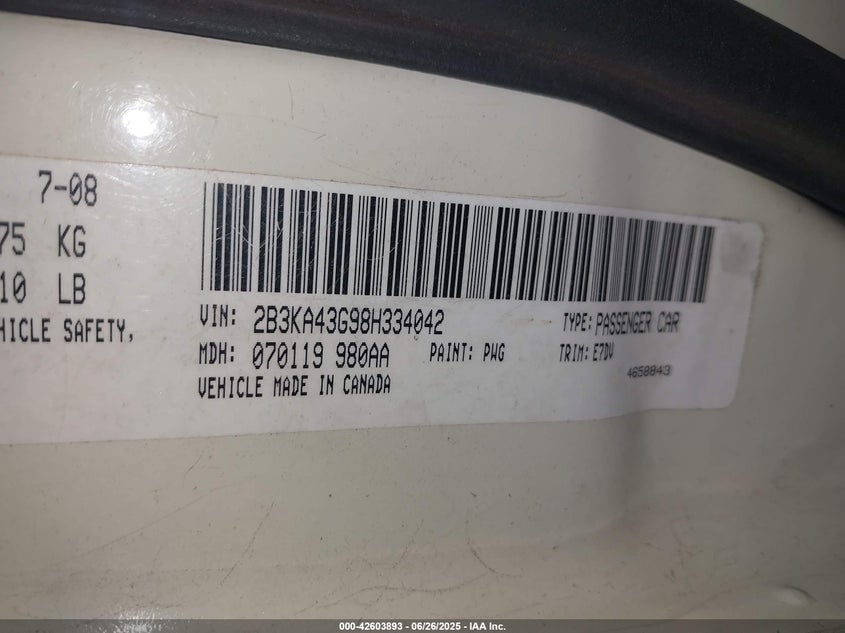 7-08
75 KG
10 LB
HICLE SAFETY,
VIN: 2B3KA43G98H334042
TYPE: PASSENGER CAR
MDH: 070119 980AA
PAINT: PWG
TRIM: E7DV
VEHICLE MADE IN CANADA
4658843
000-42603893 - 06/26/2025 - IAA Inc.